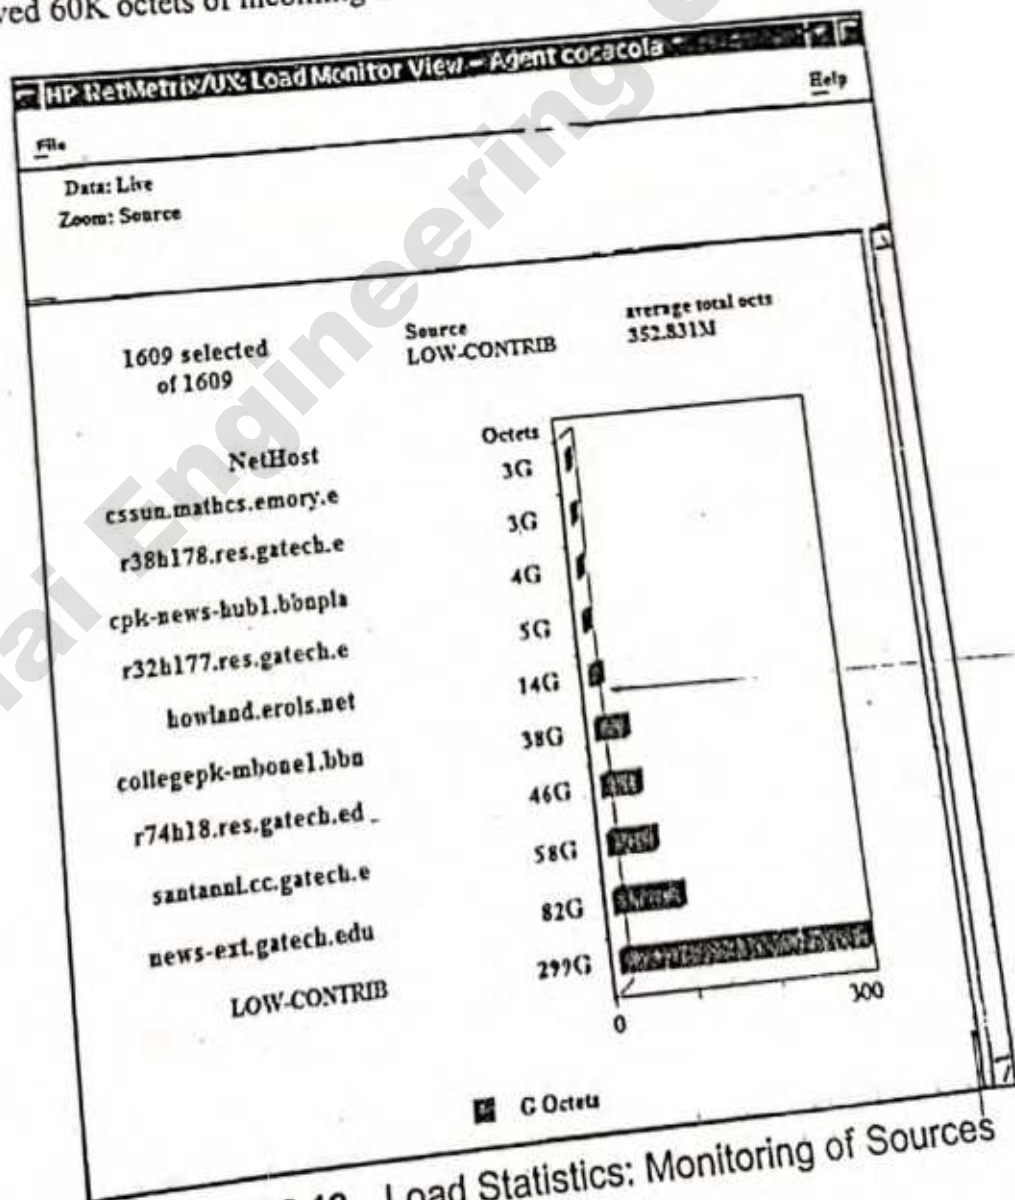 ved 60K octets of incoming
HP NetMetrix/UX: Load Monitor View - Agent cocacola
File
Help
Data: Live
Zoom: Source
1609 selected
of 1609
Source
LOW-CONTRIB
average total octs
352.831M
NetHost
Octets
cssun.mathcs.emory.e
3G
r38h178.res.gatech.e
3G
cpk-news-hub1.bbnpla
4G
r32h177.res.gatech.e
5G
howland.erols.net
14G
collegepk-mbone1.bbn
38G
r74h18.res.gatech.ed
46G
santanni.cc.gatech.e
58G
news-ext.gatech.edu
82G
LOW-CONTRIB
299G
0
300
G Octets
Load Statistics: Monitoring of Sources
Engineering